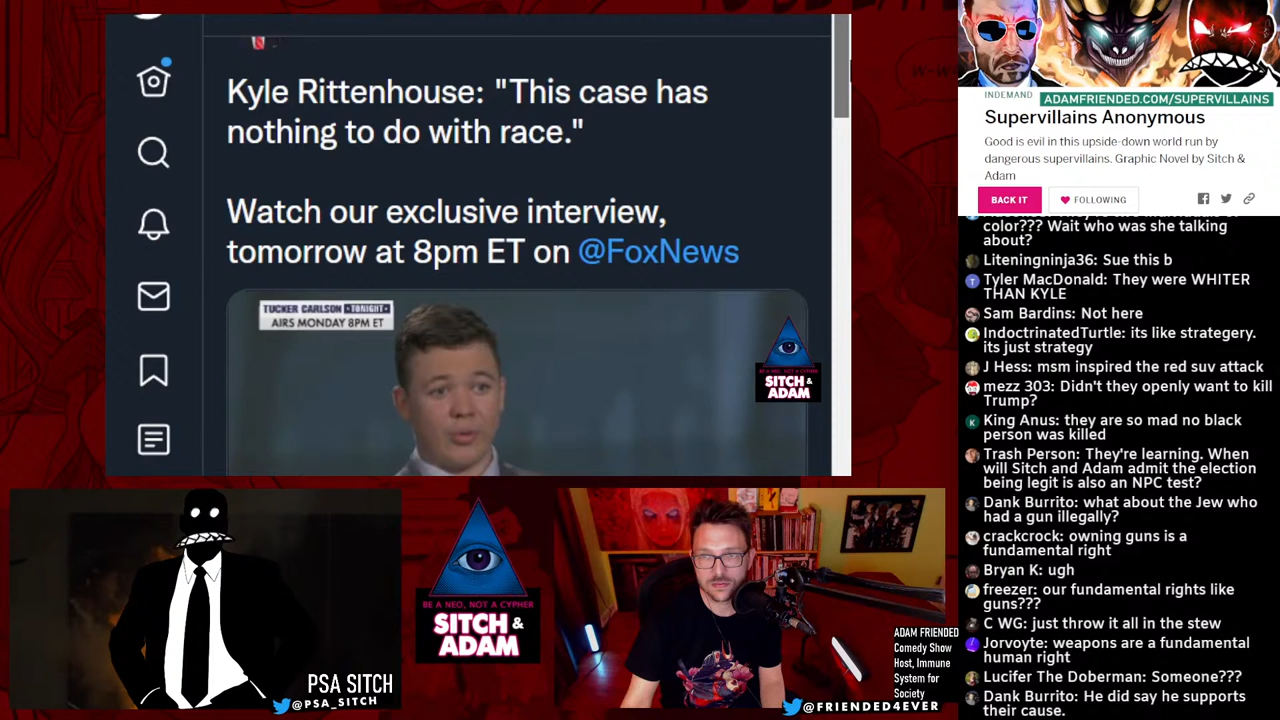 Kyle Rittenhouse: "This case has
nothing to do with race."
Watch our exclusive interview,
tomorrow at 8pm ET on @FoxNews
TUCKER CARLSON TONIGHT
AIRS MONDAY 8PM ET
BE A NEO, NOT A CYPHER
SITCH &
ADAM
PSA SITCH
@PSA_SITCH
BE A NEO, NOT A CYPHER
SITCH &
ADAM
ADAM FRIENDED
Comedy Show
Host, Immune
System for
Society
@FRIENDED4EVER
INDEMAND
ADAMFRIENDED.COM/SUPERVILLAINS
Supervillains Anonymous
Good is evil in this upside-down world run by
dangerous supervillains. Graphic Novel by Sitch &
Adam
BACK IT
FOLLOWING
color??? Wait who was she talking
about?
Liteningninja36: Sue this b
Tyler MacDonald: They were WHITER
THAN KYLE
Sam Bardins: Not here
IndoctrinatedTurtle: its like strategery.
its just strategy
J Hess: msm inspired the red suv attack
mezz 303: Didn't they openly want to kill
Trump?
King Anus: they are so mad no black
person was killed
Trash Person: They're learning. When
will Sitch and Adam admit the election
being legit is also an NPC test?
Dank Burrito: what about the Jew who
had a gun illegally?
crackcrock: owning guns is a
fundamental right
Bryan K: ugh
freezer: our fundamental rights like
guns???
C WG: just throw it all in the stew
Jorvoyte: weapons are a fundamental
human right
Lucifer The Doberman: Someone???
Dank Burrito: He did say he supports
their cause.